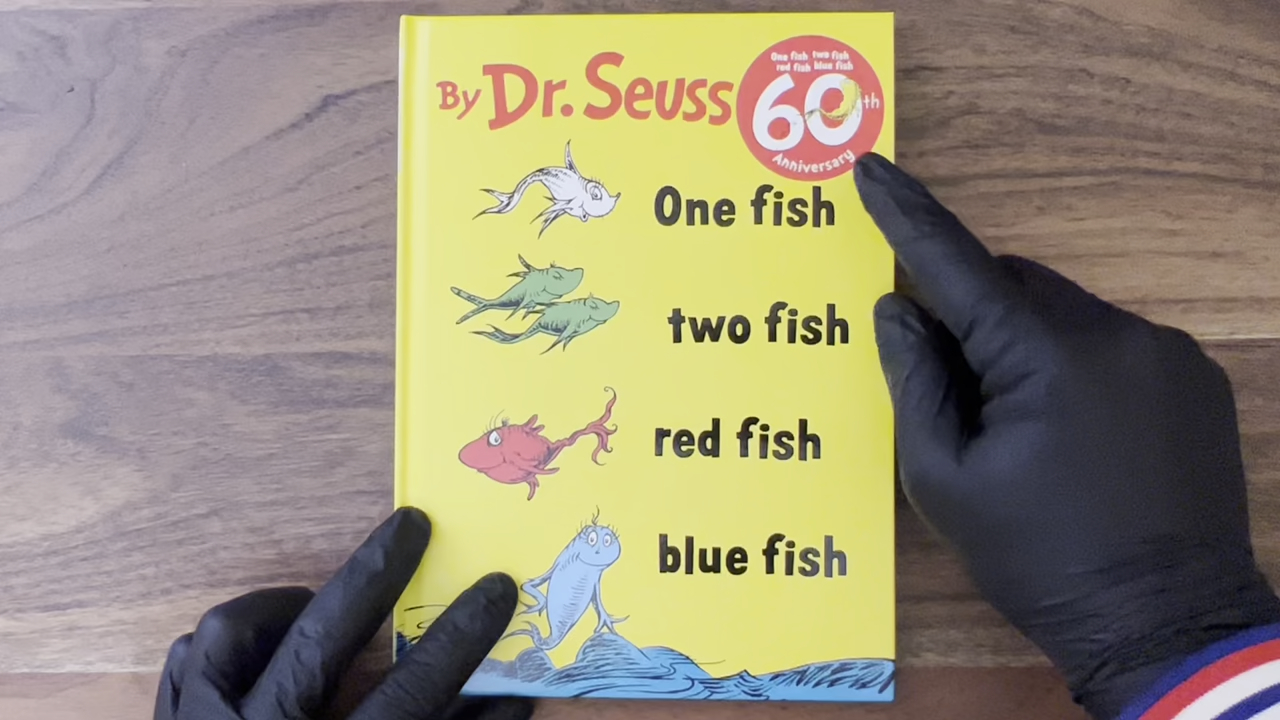 By Dr. Seuss
One fish two fish
red fish blue fish
60th
Anniversary
One fish
two fish
red fish
blue fish